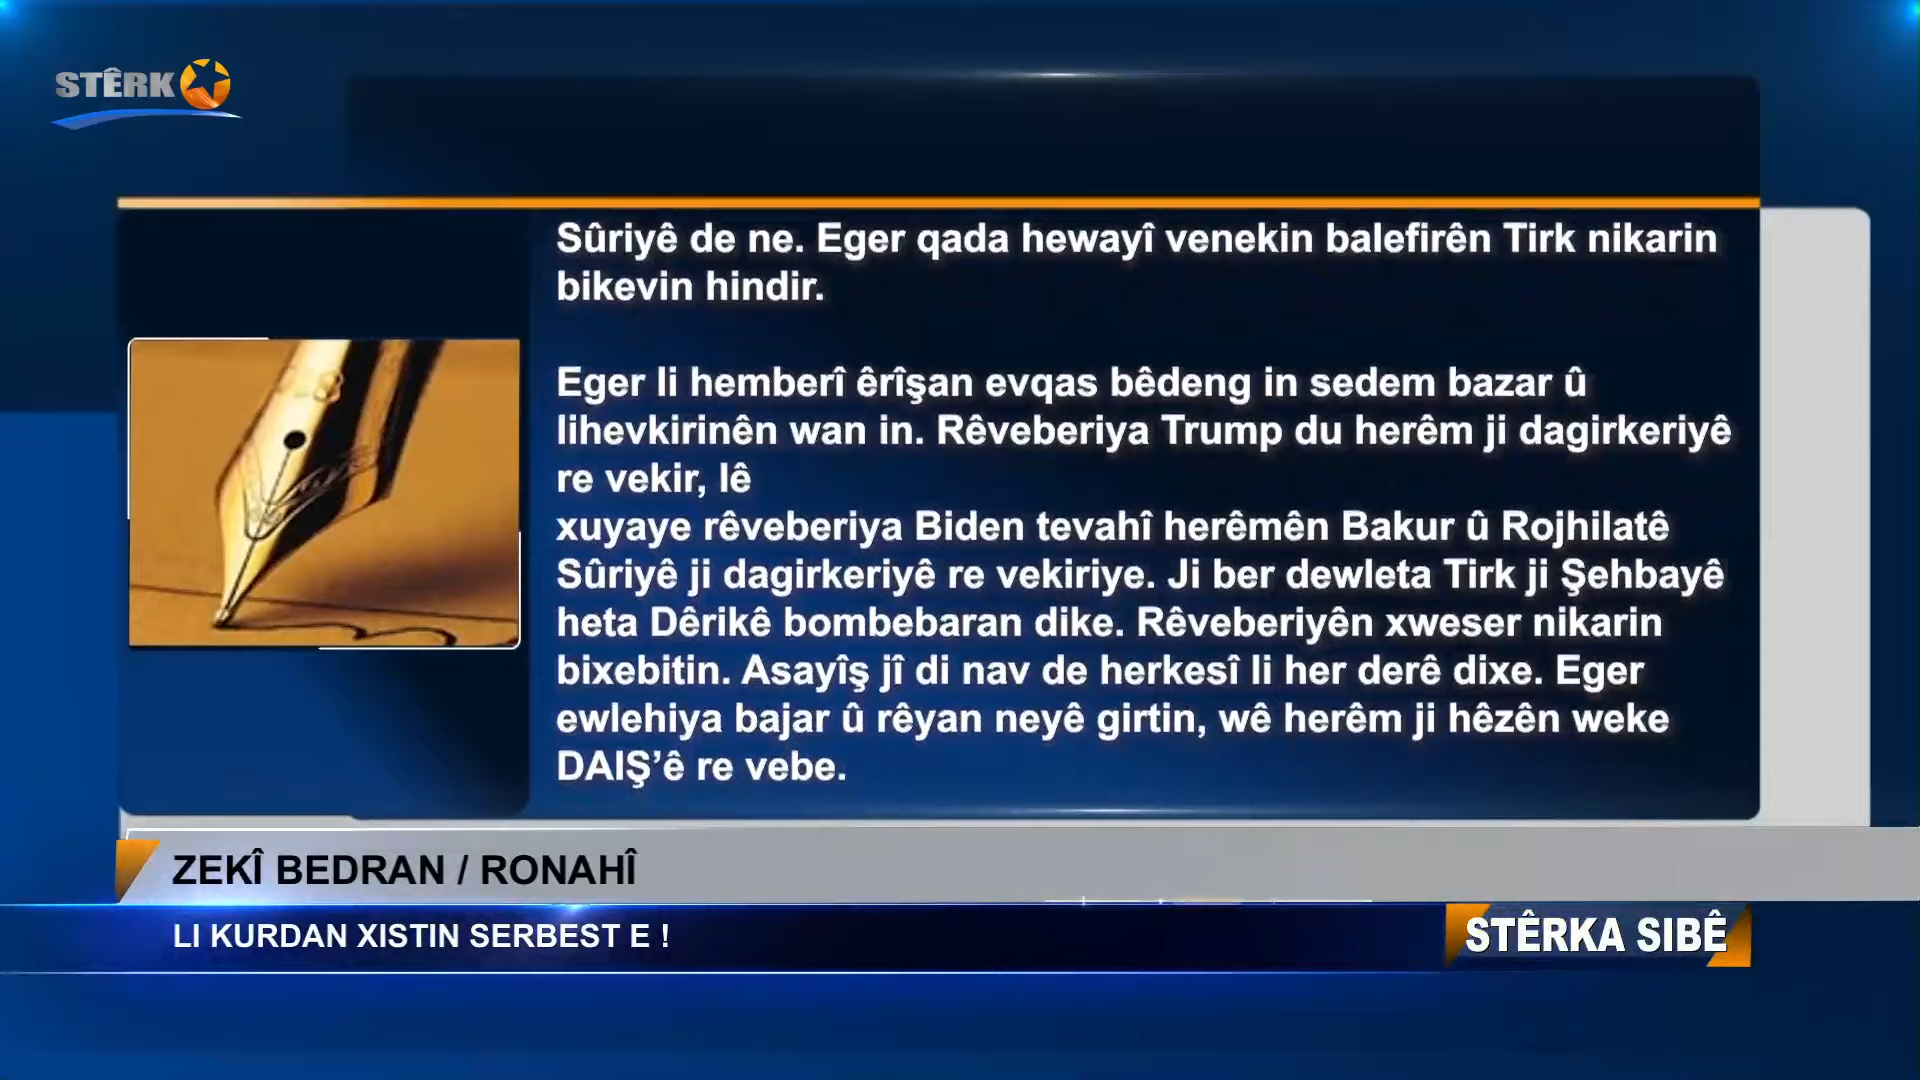 STÊRK
Sûriyê de ne. Eger qada hewayî venekin balefirên Tirk nikarin
bikevin hindir.
Eger li hemberî êrîşan evqas bêdeng in sedem bazar û
lihevkirinên wan in. Rêveberiya Trump du herêm ji dagirkeriyê
re vekir, lê
xuyaye rêveberiya Biden tevahî herêmên Bakur û Rojhilatê
Sûriyê ji dagirkeriyê re vekiriye. Ji ber dewleta Tirk ji Şehbayê
heta Dêrikê bombebaran dike. Rêveberiyên xweser nikarin
bixebitin. Asayîş jî di nav de herkesî li her derê dixe. Eger
ewlehiya bajar û rêyan neyê girtin, wê herêm ji hêzên weke
DAIŞ’ê re vebe.
ZEKÎ BEDRAN / RONAHÎ
LI KURDAN XISTIN SERBEST E !
STÊRKA SIBÊ